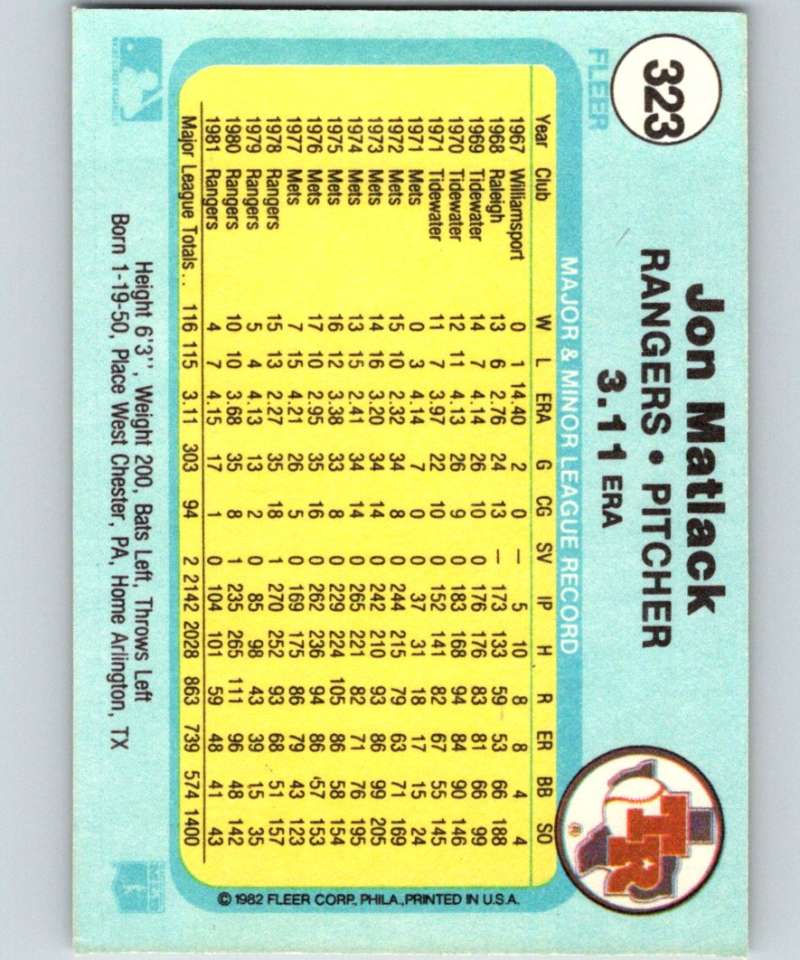 323
FLEER
Jon Matlack
RANGERS • PITCHER
3.11 ERA
TR
®
MAJOR & MINOR LEAGUE RECORD
Year Club W L ERA G CG SV IP H R ER BB SO
1967 Williamsport 0 1 14.40 2 0 — 5 10 8 8 4 4
1968 Raleigh 13 6 2.76 24 13 — 173 133 59 53 66 188
1969 Tidewater 14 7 4.14 26 10 0 176 176 83 81 66 99
1970 Tidewater 12 11 4.13 26 9 0 183 168 94 84 90 146
1971 Tidewater 11 7 3.97 22 10 0 152 141 82 67 55 145
1971 Mets 0 3 4.14 7 0 0 37 31 18 17 15 24
1972 Mets 15 10 2.32 34 8 0 244 215 79 63 71 169
1973 Mets 14 16 3.20 34 14 0 242 210 93 86 99 205
1974 Mets 13 15 2.41 34 14 0 265 221 82 71 76 195
1975 Mets 16 12 3.38 33 8 0 229 224 105 86 58 154
1976 Mets 17 10 2.95 35 16 0 262 236 94 86 57 153
1977 Mets 7 15 4.21 26 5 0 169 175 86 79 43 123
1978 Rangers 15 13 2.27 35 18 1 270 252 93 68 51 157
1979 Rangers 5 4 4.13 13 2 0 85 98 43 39 15 35
1980 Rangers 10 10 3.68 35 8 1 235 265 111 96 48 142
1981 Rangers 4 7 4.15 17 1 0 104 101 59 48 41 43
Major League Totals .. 116 115 3.11 303 94 2 2142 2028 863 739 574 1400
© 1982 FLEER CORP., PHILA., PRINTED IN U.S.A.
Height 6'3'', Weight 200, Bats Left, Throws Left
Born 1-19-50, Place West Chester, PA, Home Arlington, TX